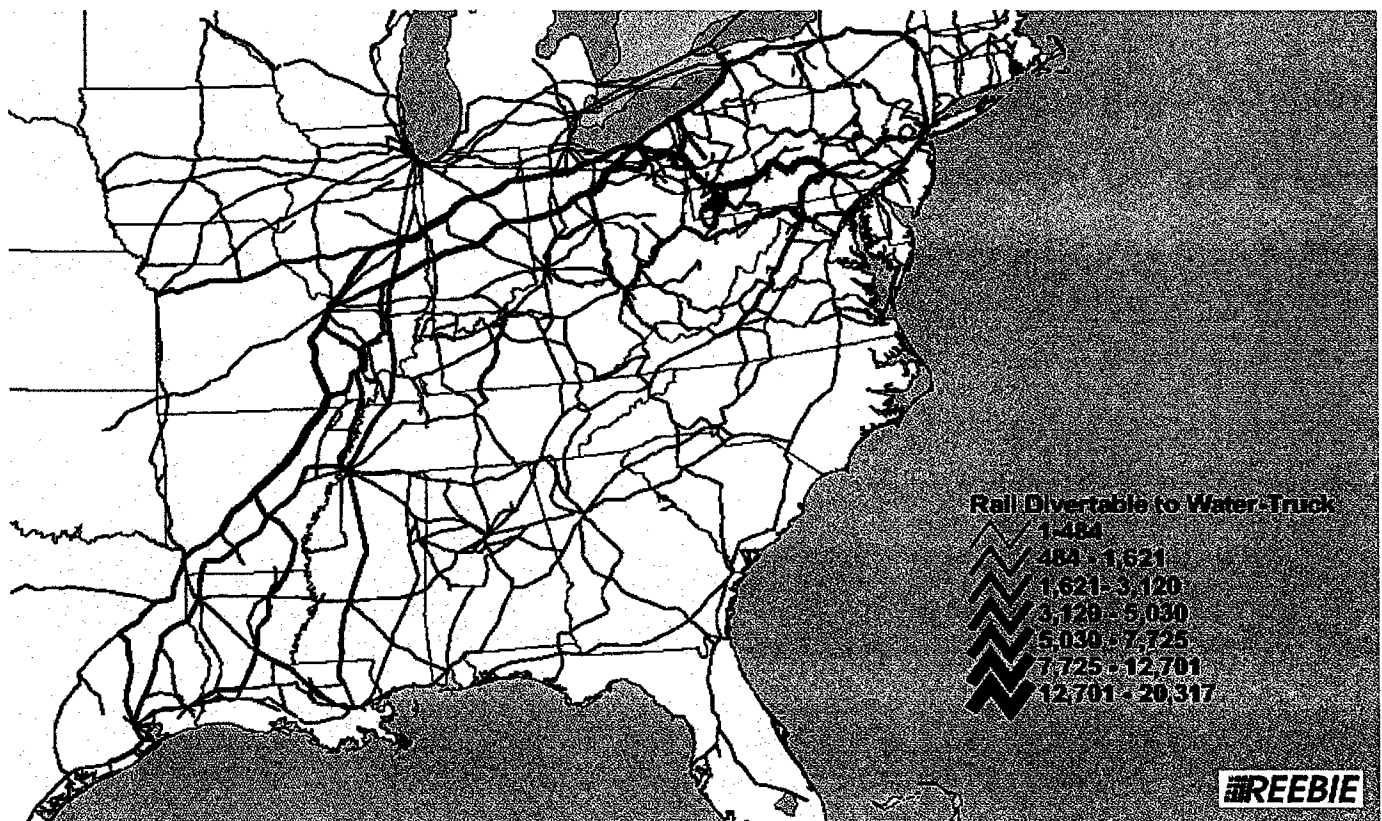 Rail Divertable to Water-Truck
1-484
484 - 1,621
1,621 - 3,120
3,120 - 5,030
5,030 - 7,725
7,725 - 12,701
12,701 - 20,317
REEBIE